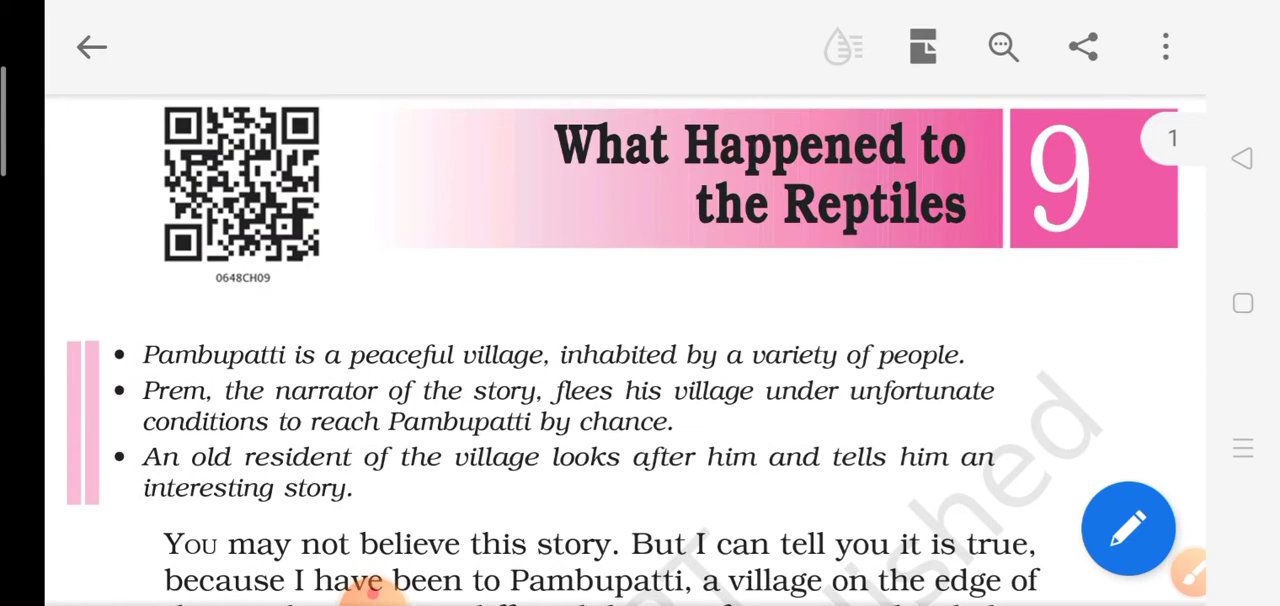 What Happened to
the Reptiles
9
1
0648CH09
• Pambupatti is a peaceful village, inhabited by a variety of people.
• Prem, the narrator of the story, flees his village under unfortunate
conditions to reach Pambupatti by chance.
• An old resident of the village looks after him and tells him an
interesting story.
YOU may not believe this story. But I can tell you it is true,
because I have been to Pambupatti, a village on the edge of